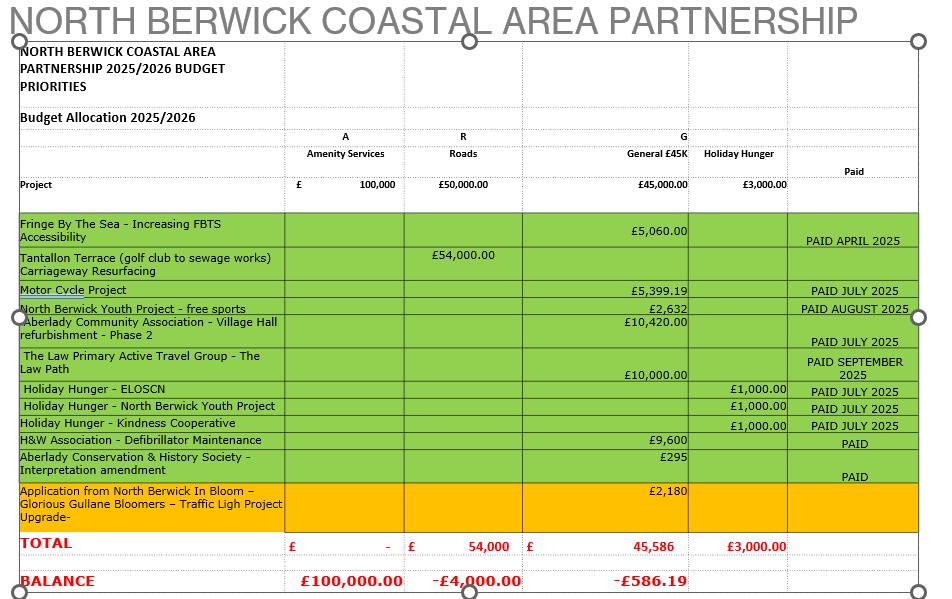 NORTH BERWICK COASTAL AREA PARTNERSHIP
NORTH BERWICK COASTAL AREA
PARTNERSHIP 2025/2026 BUDGET
PRIORITIES
Budget Allocation 2025/2026
A R G
Amenity Services Roads General £45K Holiday Hunger
Paid
Project £ 100,000 £50,000.00 £45,000.00 £3,000.00
Fringe By The Sea - Increasing FBTS
Accessibility £5,060.00 PAID APRIL 2025
Tantallon Terrace (golf club to sewage works) £54,000.00
Carriageway Resurfacing
Motor Cycle Project £5,399.19 PAID JULY 2025
North Berwick Youth Project - free sports £2,632 PAID AUGUST 2025
Aberlady Community Association - Village Hall £10,420.00
refurbishment - Phase 2 PAID JULY 2025
The Law Primary Active Travel Group - The PAID SEPTEMBER
Law Path £10,000.00 2025
Holiday Hunger - ELOSCN £1,000.00 PAID JULY 2025
Holiday Hunger - North Berwick Youth Project £1,000.00 PAID JULY 2025
Holiday Hunger - Kindness Cooperative £1,000.00 PAID JULY 2025
H&W Association - Defibrillator Maintenance £9,600 PAID
Aberlady Conservation & History Society - £295
Interpretation amendment PAID
Application from North Berwick In Bloom – £2,180
Glorious Gullane Bloomers – Traffic Ligh Project
Upgrade-
TOTAL £ - £ 54,000 £ 45,586 £3,000.00
BALANCE £100,000.00 -£4,000.00 -£586.19